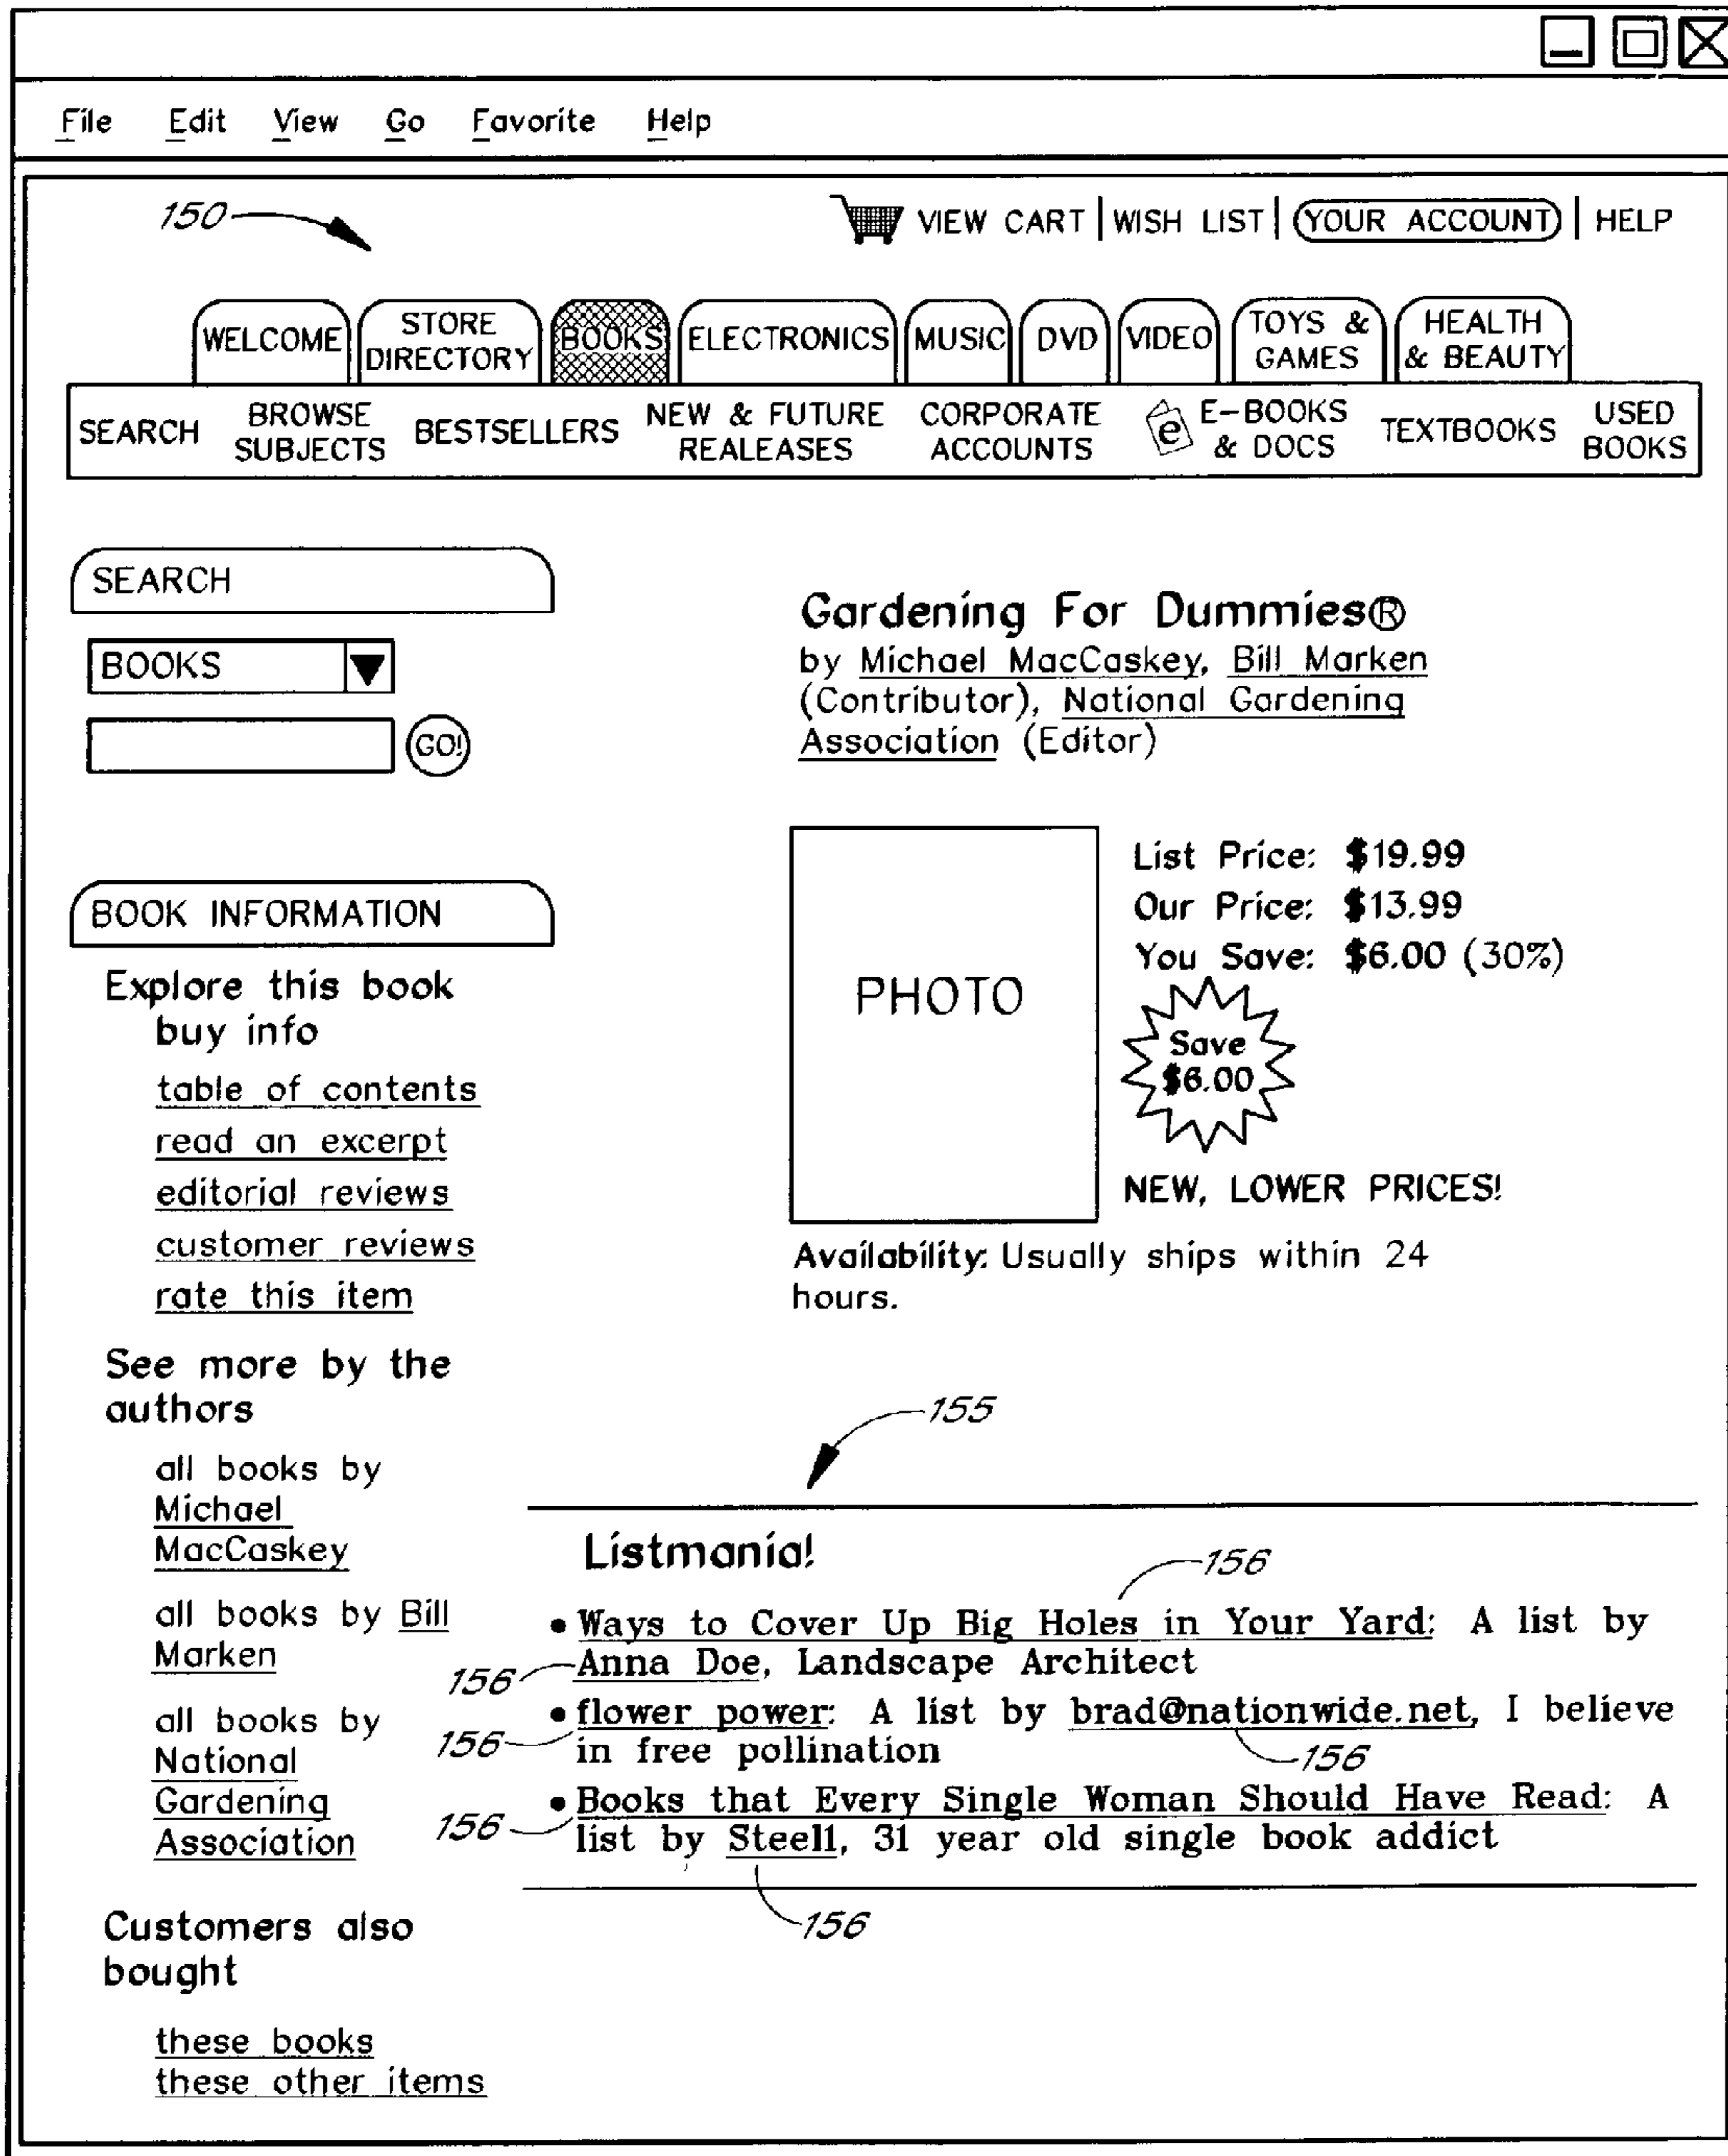 File Edit View Go Favorite Help
150
VIEW CART | WISH LIST | YOUR ACCOUNT | HELP
WELCOME
STORE
DIRECTORY
BOOKS
ELECTRONICS
MUSIC
DVD
VIDEO
TOYS &
GAMES
HEALTH
& BEAUTY
SEARCH
BROWSE
SUBJECTS
BESTSELLERS
NEW & FUTURE
REALEASES
CORPORATE
ACCOUNTS
e
E-BOOKS
& DOCS
TEXTBOOKS
USED
BOOKS
SEARCH
BOOKS
GO!
BOOK INFORMATION
Explore this book
buy info
table of contents
read an excerpt
editorial reviews
customer reviews
rate this item
See more by the
authors
all books by
Michael
MacCaskey
all books by Bill
Marken
all books by
National
Gardening
Association
Customers also
bought
these books
these other items
Gardening For Dummies®
by Michael MacCaskey, Bill Marken
(Contributor), National Gardening
Association (Editor)
PHOTO
List Price: $19.99
Our Price: $13.99
You Save: $6.00 (30%)
Save
$6.00
NEW, LOWER PRICES!
Availability: Usually ships within 24
hours.
155
Listmania!
156
• Ways to Cover Up Big Holes in Your Yard: A list by
156 Anna Doe, Landscape Architect
• flower power: A list by brad@nationwide.net, I believe
156 in free pollination
156
• Books that Every Single Woman Should Have Read: A
156 list by Steell, 31 year old single book addict
156